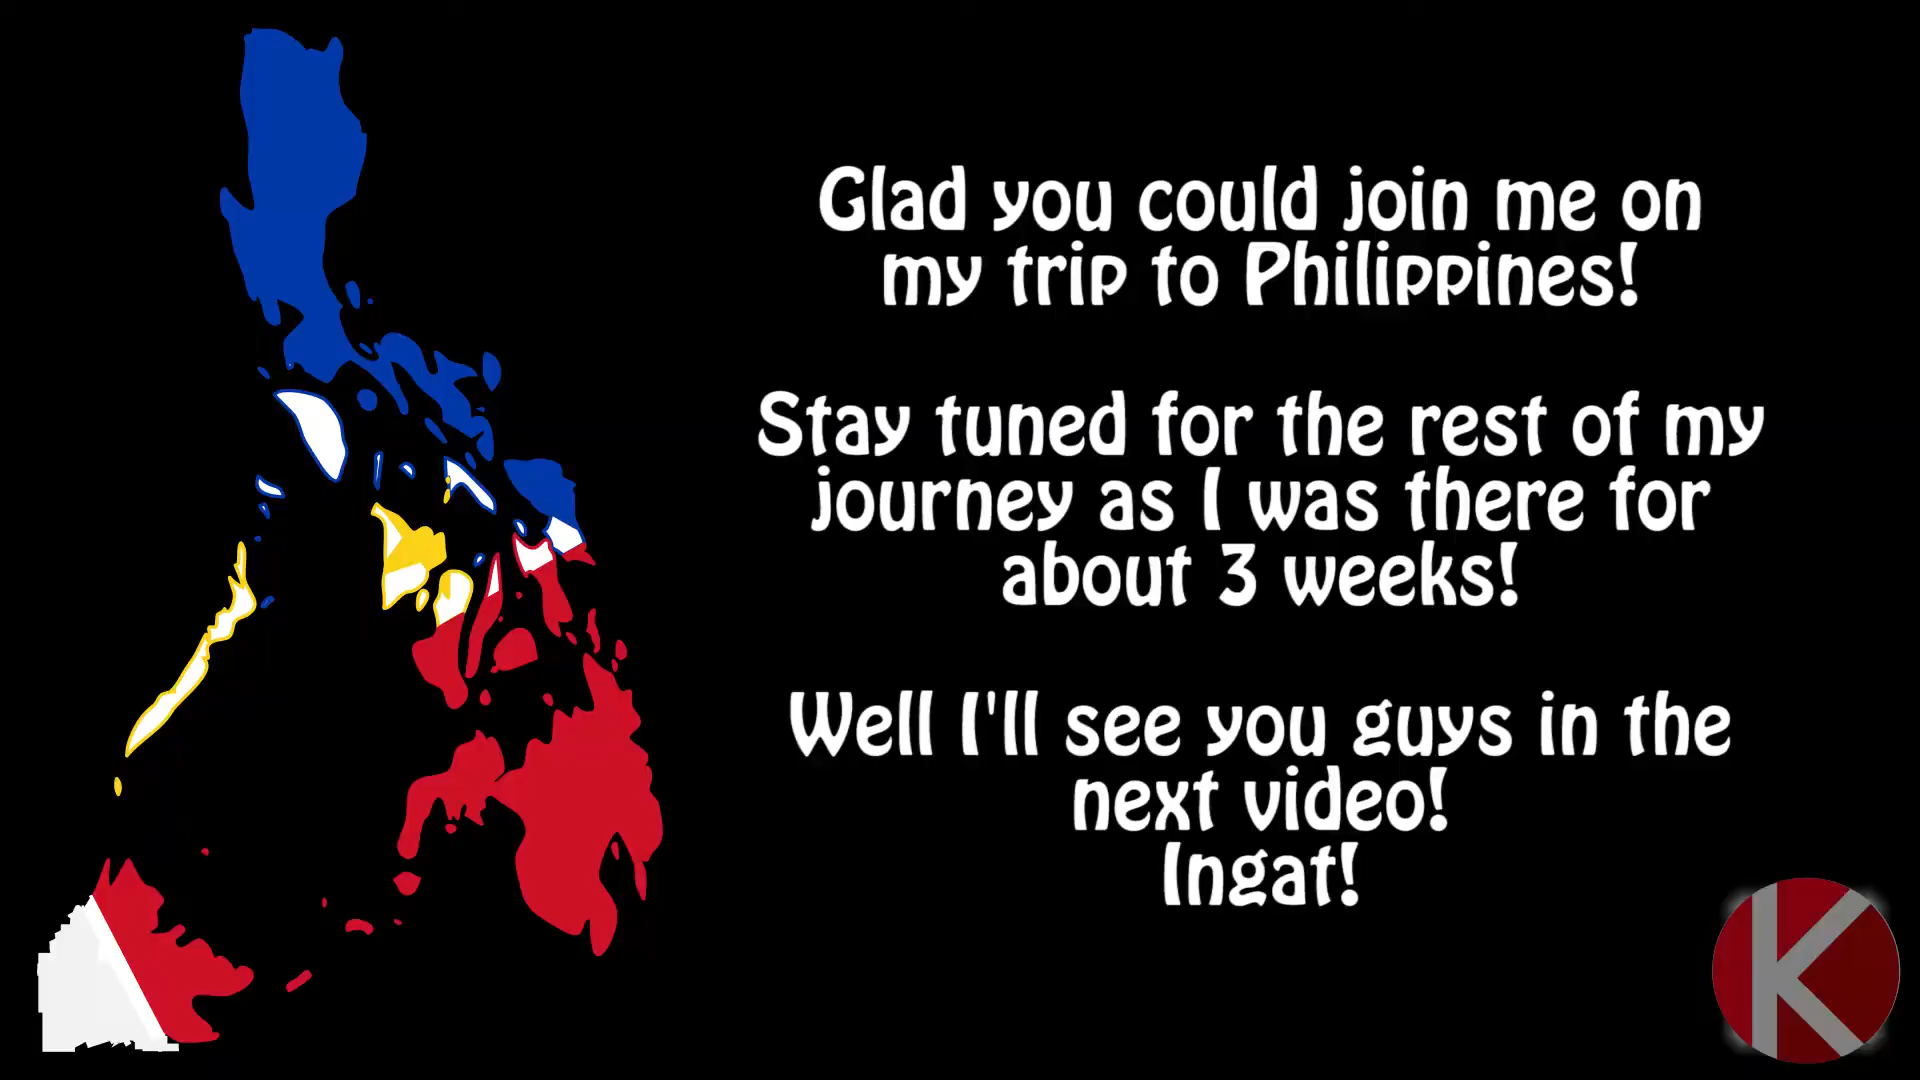 Glad you could join me on
my trip to Philippines!
Stay tuned for the rest of my
journey as I was there for
about 3 weeks!
Well I'll see you guys in the
next video!
Ingat!
K